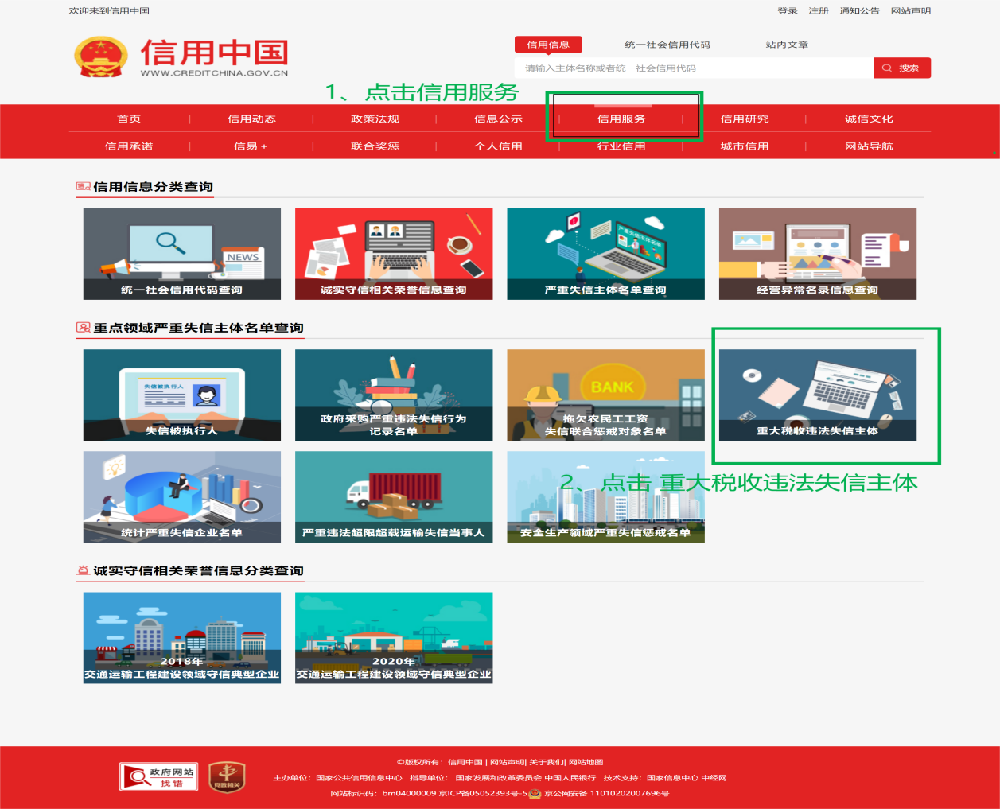 欢迎来到信用中国
登录 注册 通知公告 网站声明
信用中国
WWW.CREDITCHINA.GOV.CN
信用信息 统一社会信用代码 站内文章
请输入主体名称或者统一社会信用代码 搜索
1、点击信用服务
首页 | 信用动态 | 政策法规 | 信息公示 | 信用服务 | 信用研究 | 诚信文化
信用承诺 | 信易+ | 联合奖惩 | 个人信用 | 行业信用 | 城市信用 | 网站导航
信用信息分类查询
NEWS
严重失信主体名单
统一社会信用代码查询 诚实守信相关荣誉信息查询 严重失信主体名单查询 经营异常名录信息查询
重点领域严重失信主体名单查询
失信被执行人
BANK
失信被执行人
政府采购严重违法失信行为
记录名单
拖欠农民工工资
失信联合惩戒对象名单
重大税收违法失信主体
2、点击 重大税收违法失信主体
统计严重失信企业名单 严重违法超限超载运输失信当事人 安全生产领域严重失信惩戒名单
诚实守信相关荣誉信息分类查询
2018年
交通运输工程建设领域守信典型企业
2020年
交通运输工程建设领域守信典型企业
政府网站
找错
党政机关
©版权所有：信用中国 | 网站声明| 关于我们| 网站地图
主办单位：国家公共信用信息中心 指导单位： 国家发展和改革委员会 中国人民银行 技术支持：国家信息中心 中经网
网站标识码：bm04000009 京ICP备05052393号-5 京公网安备 11010202007696号